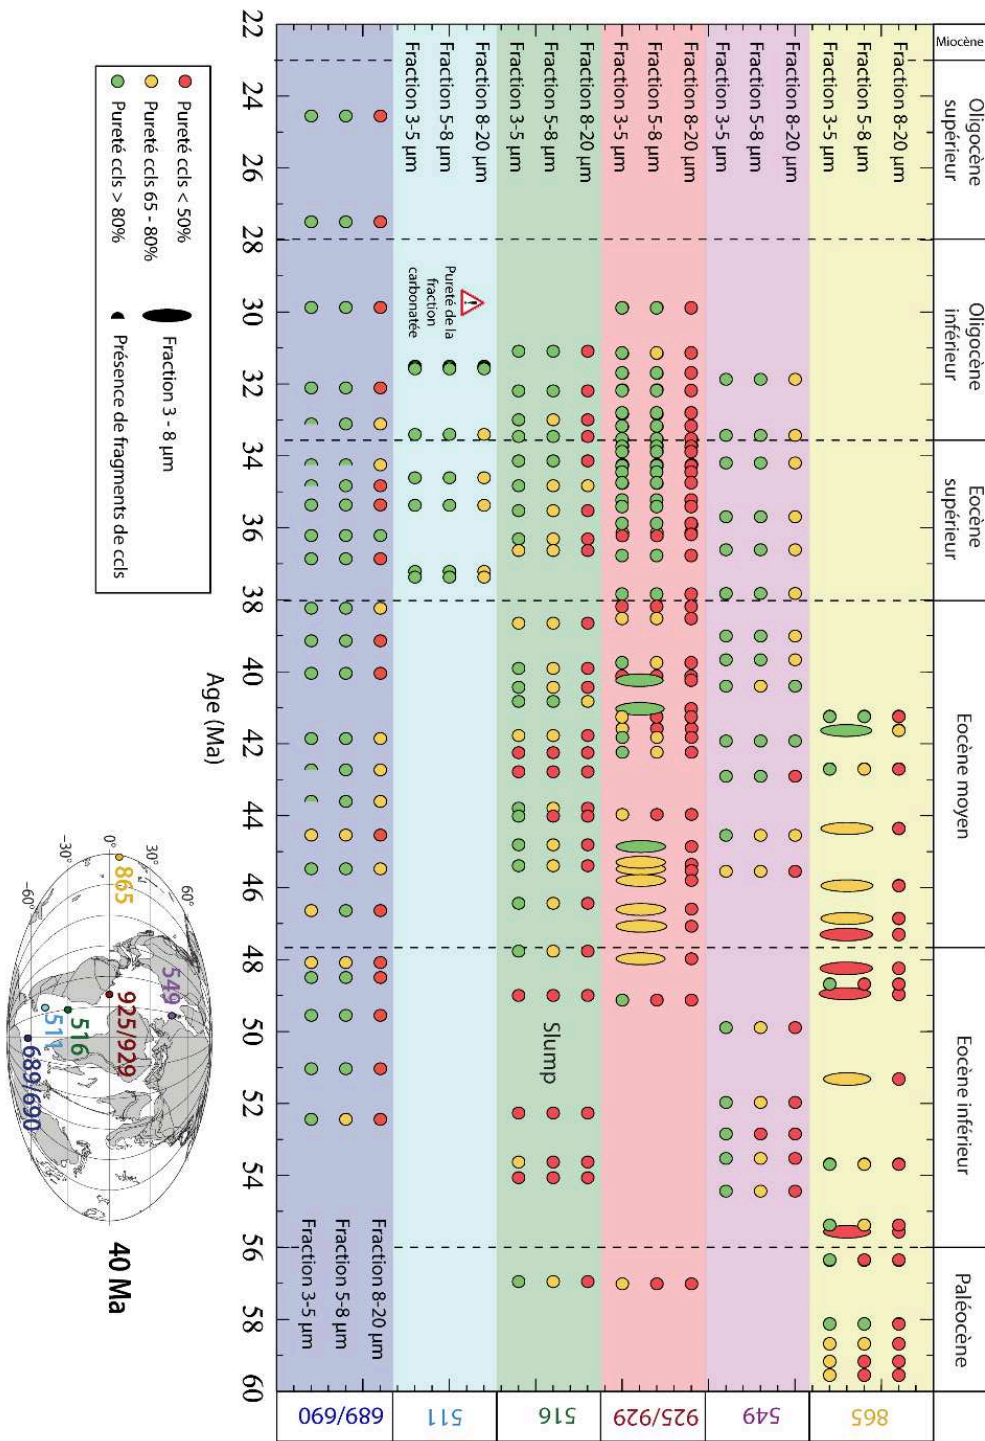 Miocène
Oligocène
supérieur
Oligocène
inférieur
Eocène
supérieur
Eocène moyen
Eocène inférieur
Paléocène
865
Fraction 8-20 µm
Fraction 5-8 µm
Fraction 3-5 µm
549
Fraction 8-20 µm
Fraction 5-8 µm
Fraction 3-5 µm
925/929
Fraction 8-20 µm
Fraction 5-8 µm
Fraction 3-5 µm
516
Fraction 8-20 µm
Fraction 5-8 µm
Fraction 3-5 µm
Slump
511
Fraction 8-20 µm
Fraction 5-8 µm
Fraction 3-5 µm
!
Pureté de la
fraction
carbonatée
689/690
Fraction 8-20 µm
Fraction 5-8 µm
Fraction 3-5 µm
22
24
26
28
30
32
34
36
38
40
42
44
46
48
50
52
54
56
58
60
Age (Ma)
Pureté ccls < 50%
Pureté ccls 65 - 80%
Pureté ccls > 80%
Fraction 3 - 8 µm
Présence de fragments de ccls
60°
30°
0°
−30°
−60°
865
549
925/929
516
511
689/690
40 Ma